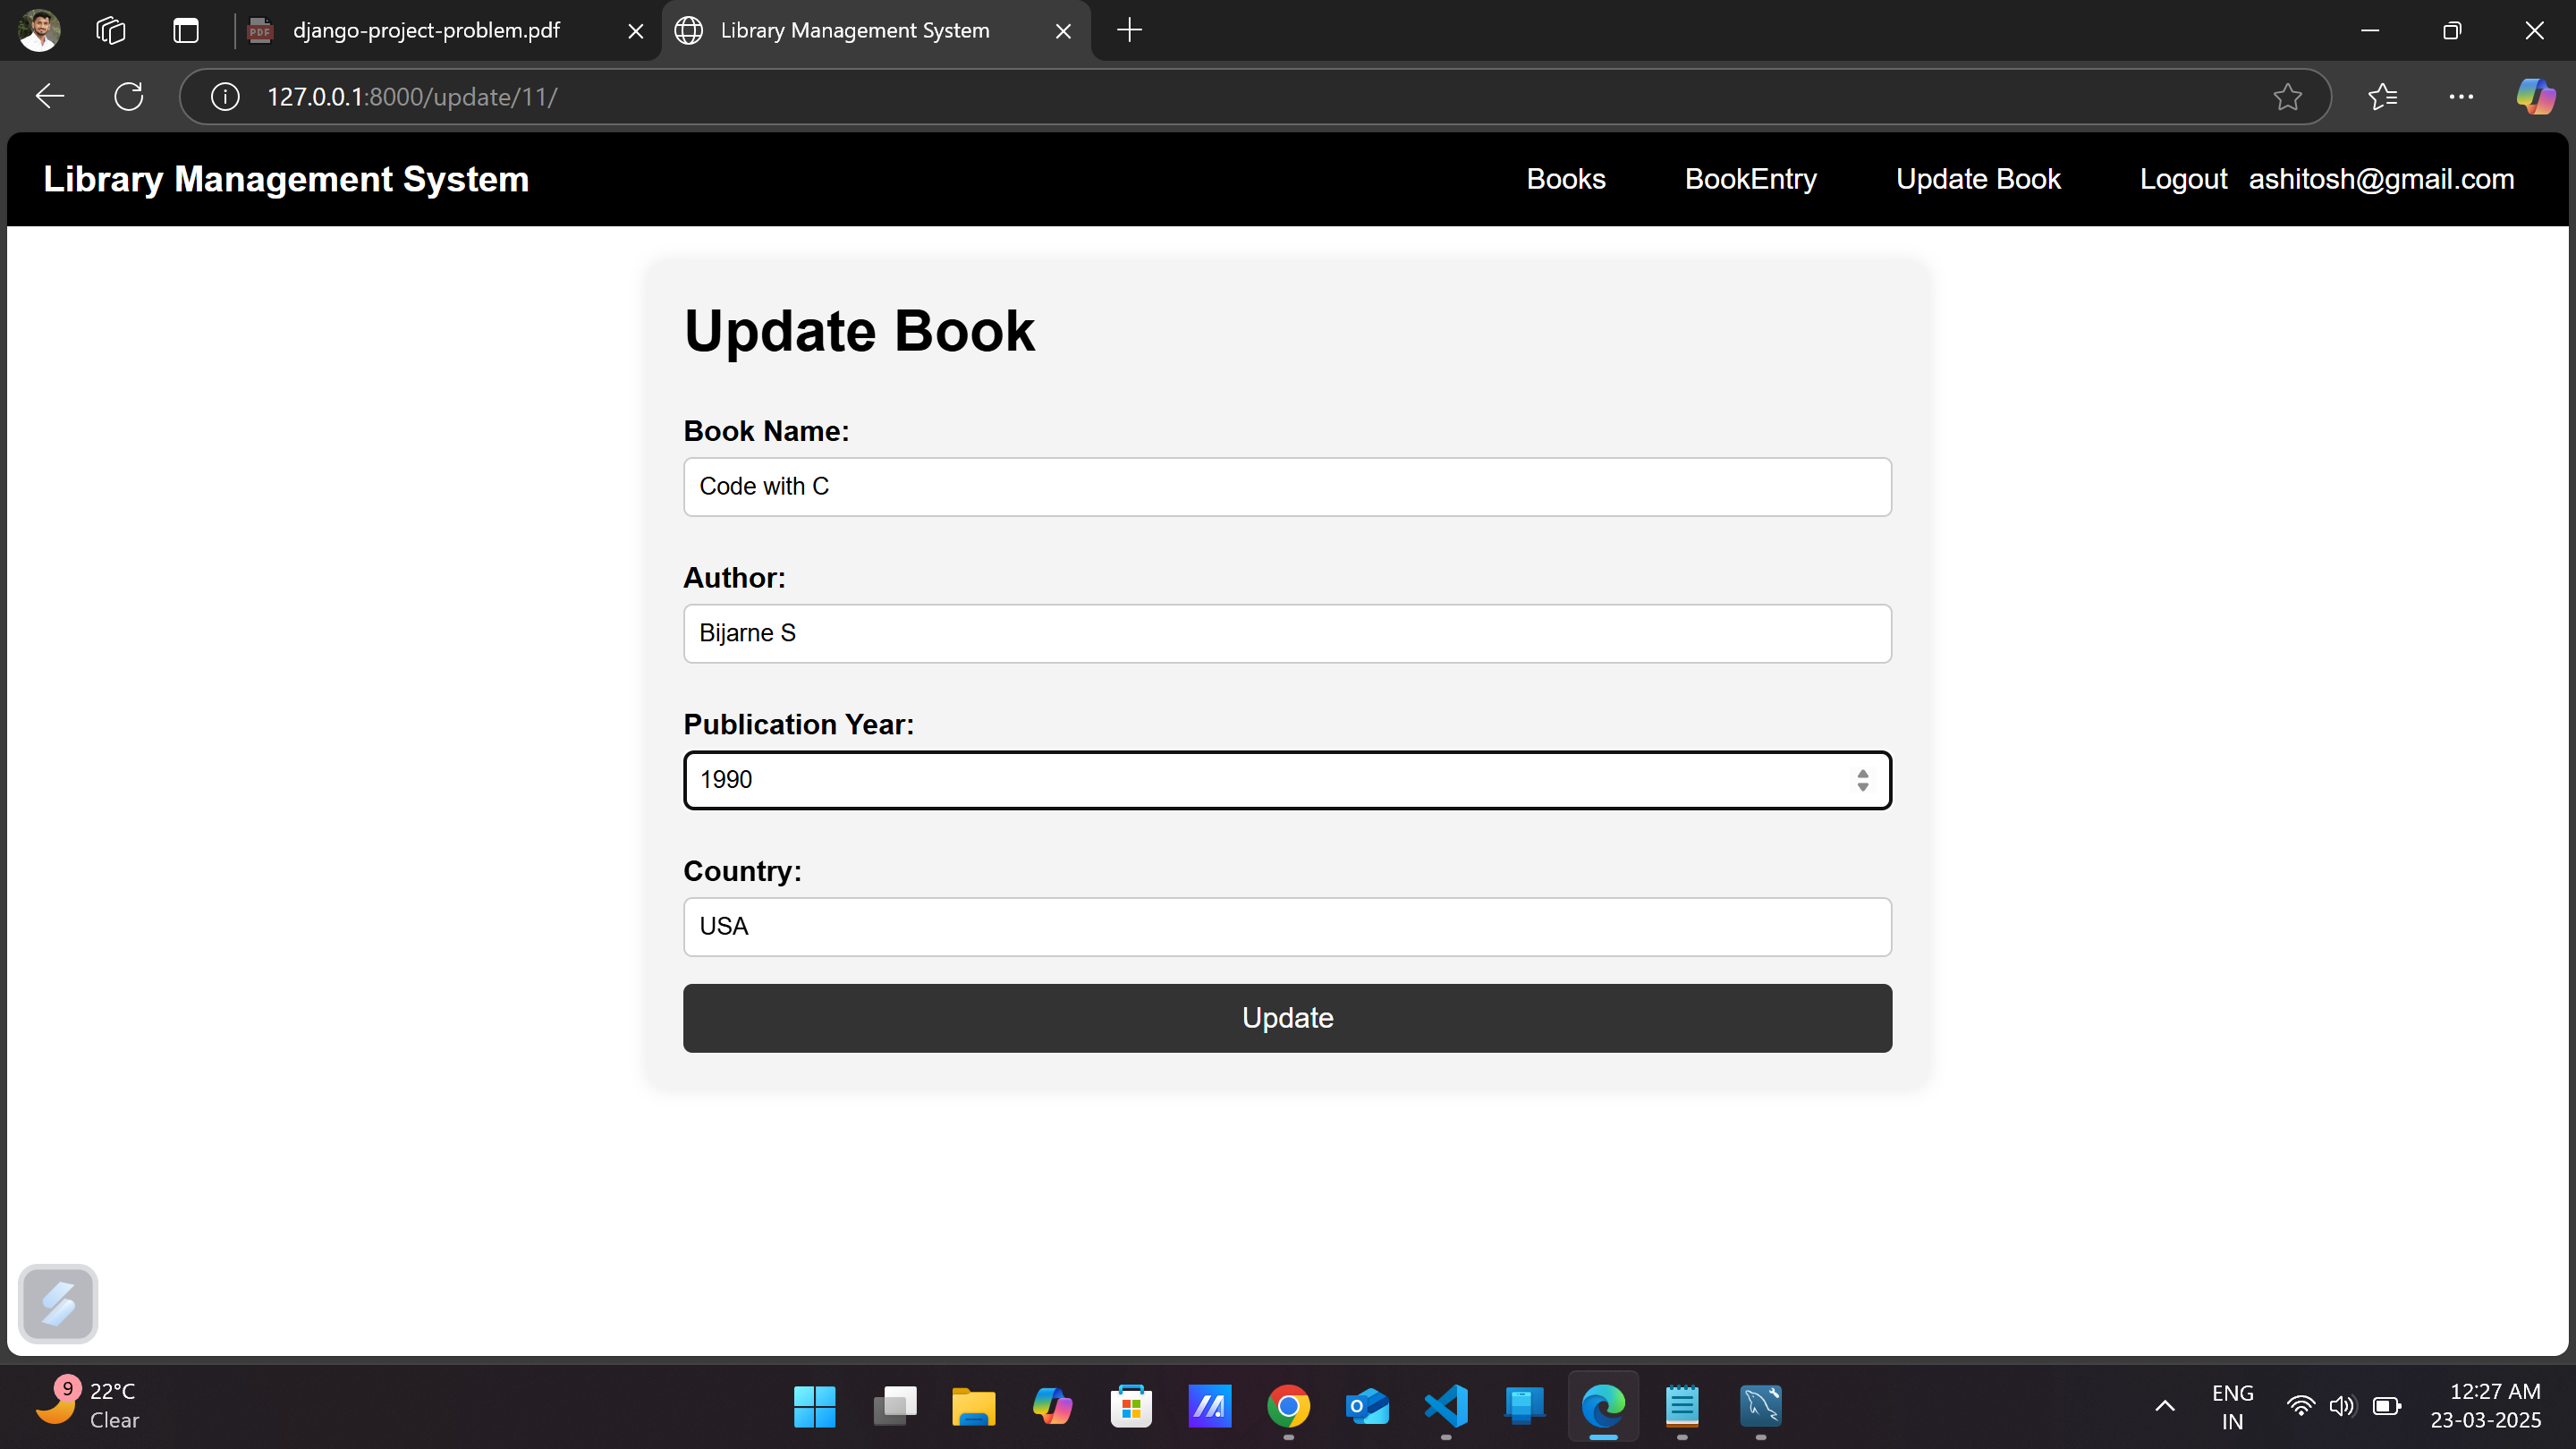 django-project-problem.pdf
Library Management System
127.0.0.1:8000/update/11/
Library Management System
Books
BookEntry
Update Book
Logout
ashitosh@gmail.com
Update Book
Book Name:
Code with C
Author:
Bijarne S
Publication Year:
1990
Country:
USA
Update
9
22°C
Clear
ENG
IN
12:27 AM
23-03-2025
PDF